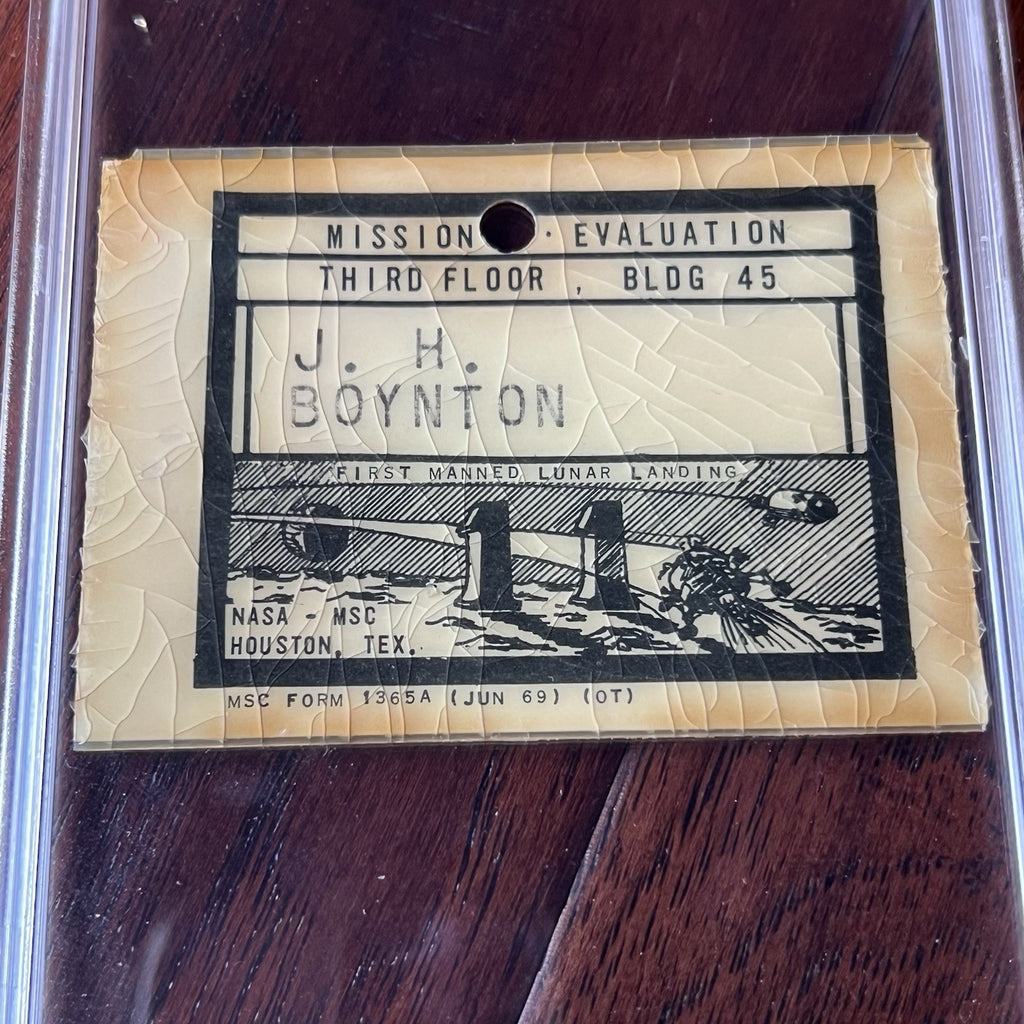 MISSION · EVALUATION
THIRD FLOOR , BLDG 45
J. H.
BOYNTON
FIRST MANNED LUNAR LANDING
NASA - MSC
HOUSTON, TEX.
MSC FORM 1365A (JUN 69) (OT)